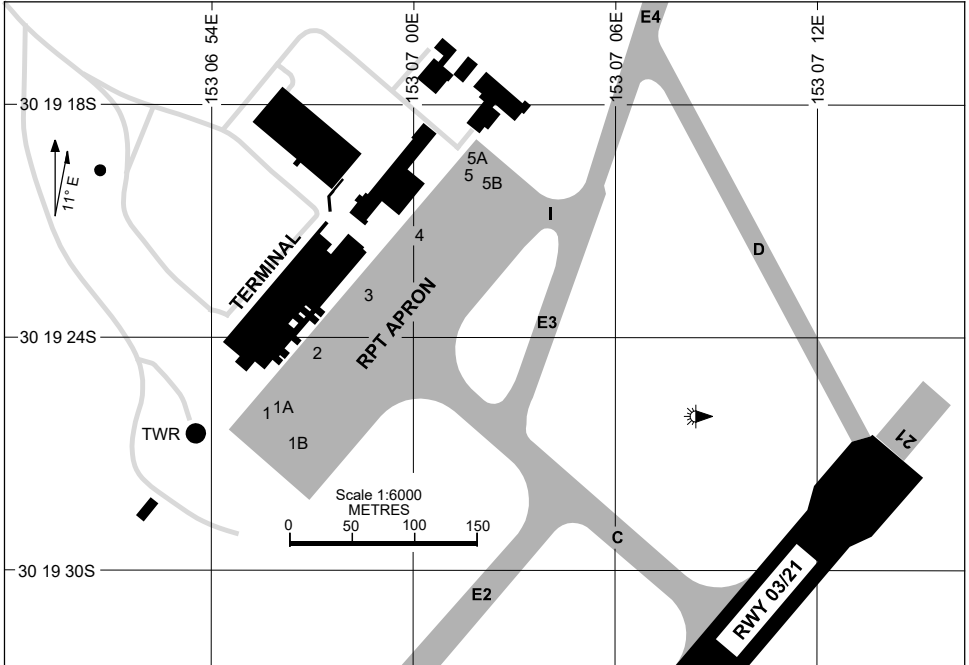 153 06 54E
153 07 00E
153 07 06E
153 07 12E
E4
30 19 18S
11° E
5A
5
5B
I
4
D
TERMINAL
3
RPT APRON
E3
30 19 24S
2
1
1A
TWR
1B
21
Scale 1:6000
METRES
0 50 100 150
C
30 19 30S
E2
RWY 03/21